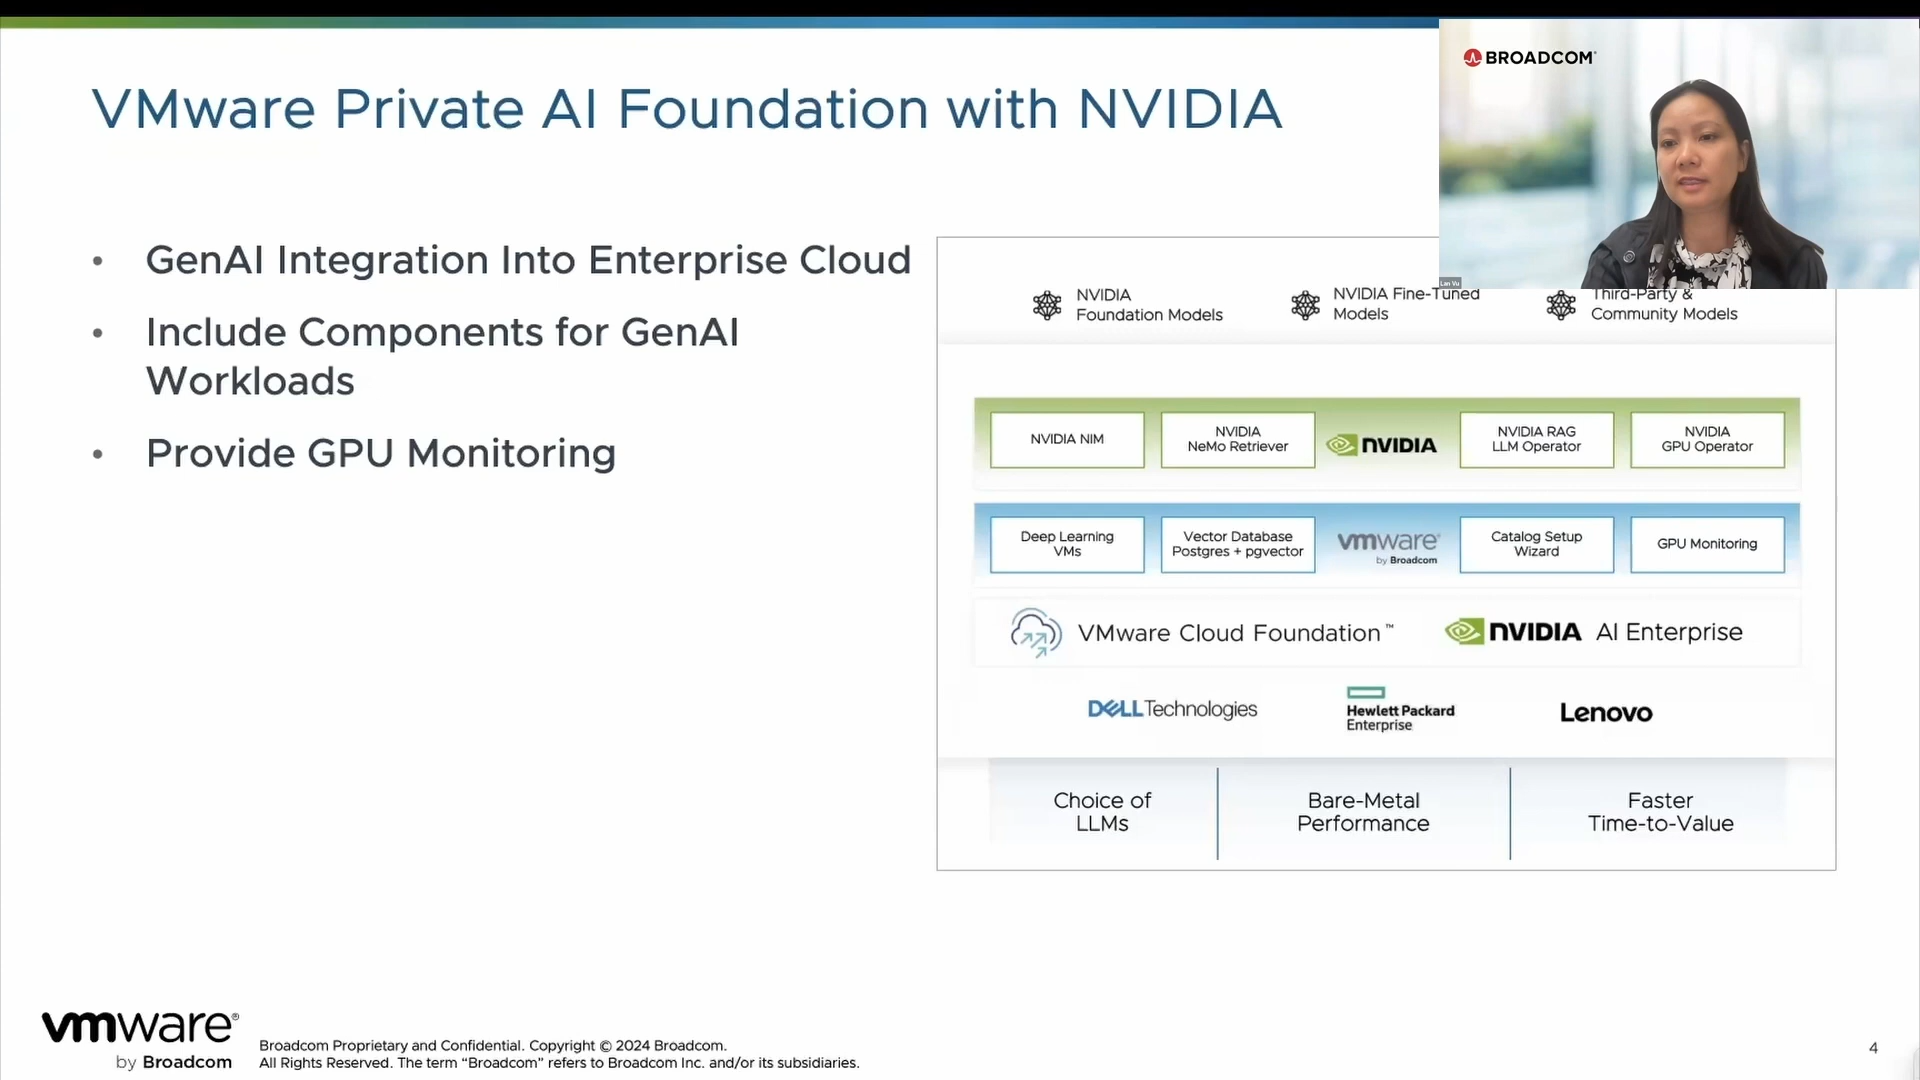 VMware Private AI Foundation with NVIDIA
BROADCOM
Lan Vu
• GenAI Integration Into Enterprise Cloud
• Include Components for GenAI
Workloads
• Provide GPU Monitoring
NVIDIA
Foundation Models
NVIDIA Fine-Tuned
Models
Third-Party &
Community Models
NVIDIA NIM
NVIDIA
NeMo Retriever
NVIDIA
NVIDIA RAG
LLM Operator
NVIDIA
GPU Operator
Deep Learning
VMs
Vector Database
Postgres + pgvector
vmware®
by Broadcom
Catalog Setup
Wizard
GPU Monitoring
VMware Cloud Foundation™
NVIDIA AI Enterprise
DELL Technologies
Hewlett Packard
Enterprise
Lenovo
Choice of
LLMs
Bare-Metal
Performance
Faster
Time-to-Value
vmware®
by Broadcom
Broadcom Proprietary and Confidential. Copyright © 2024 Broadcom.
All Rights Reserved. The term “Broadcom” refers to Broadcom Inc. and/or its subsidiaries.
4